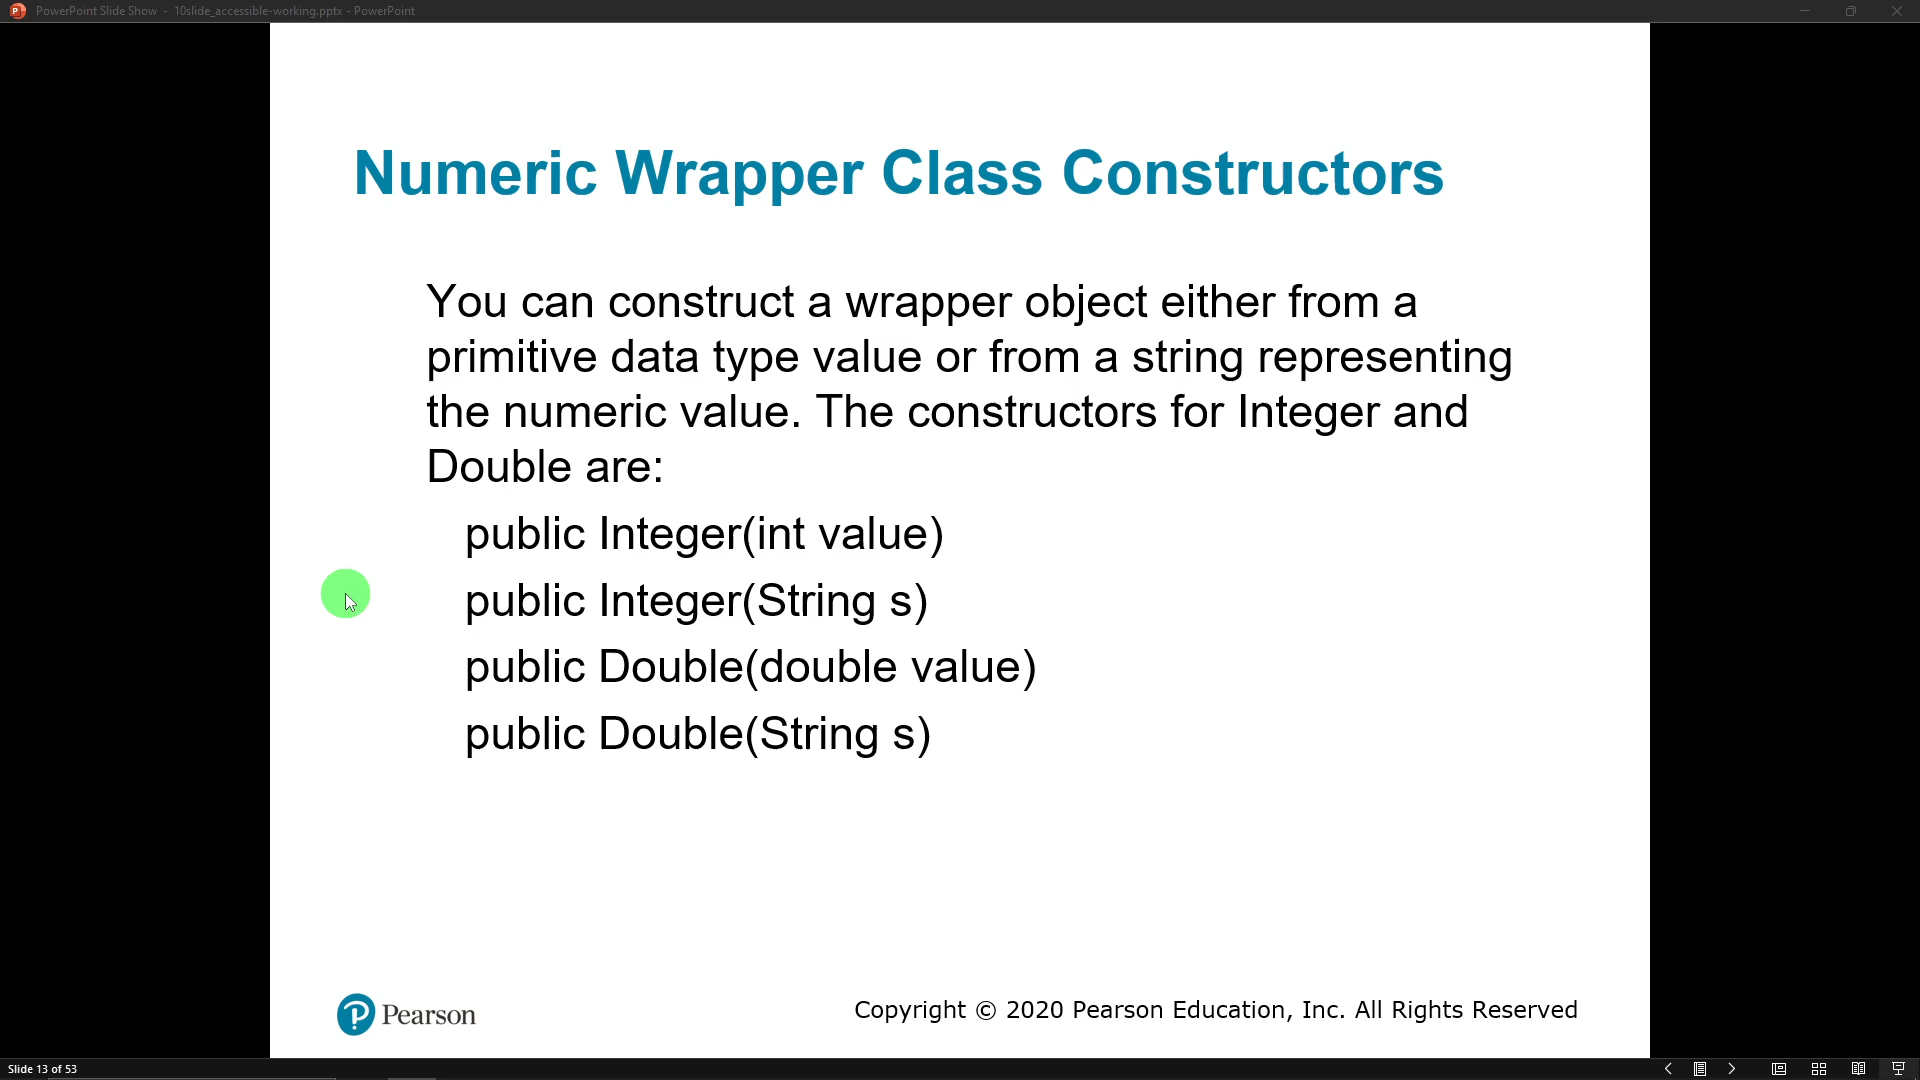 PowerPoint Slide Show - 10slide_accessible-working.pptx - PowerPoint
Numeric Wrapper Class Constructors
You can construct a wrapper object either from a
primitive data type value or from a string representing
the numeric value. The constructors for Integer and
Double are:
public Integer(int value)
public Integer(String s)
public Double(double value)
public Double(String s)
Pearson
Copyright © 2020 Pearson Education, Inc. All Rights Reserved
Slide 13 of 53